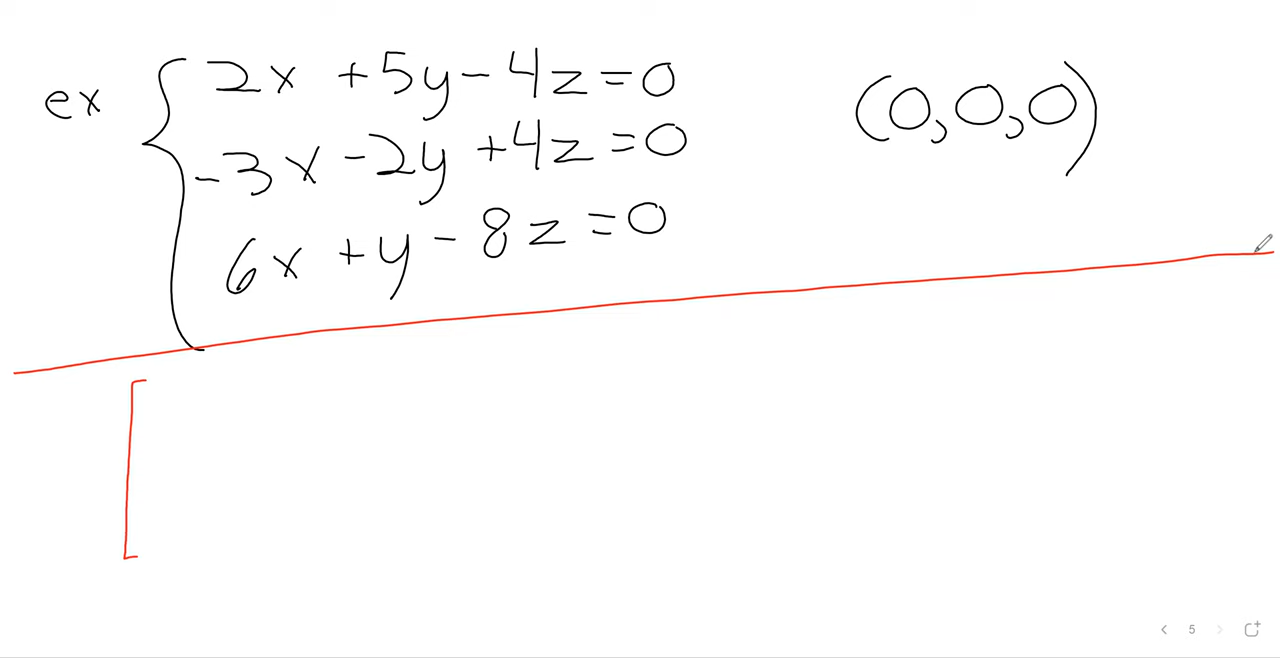 ex
2x + 5y - 4z = 0
-3x - 2y + 4z = 0
6x + y - 8z = 0
(0,0,0)
5